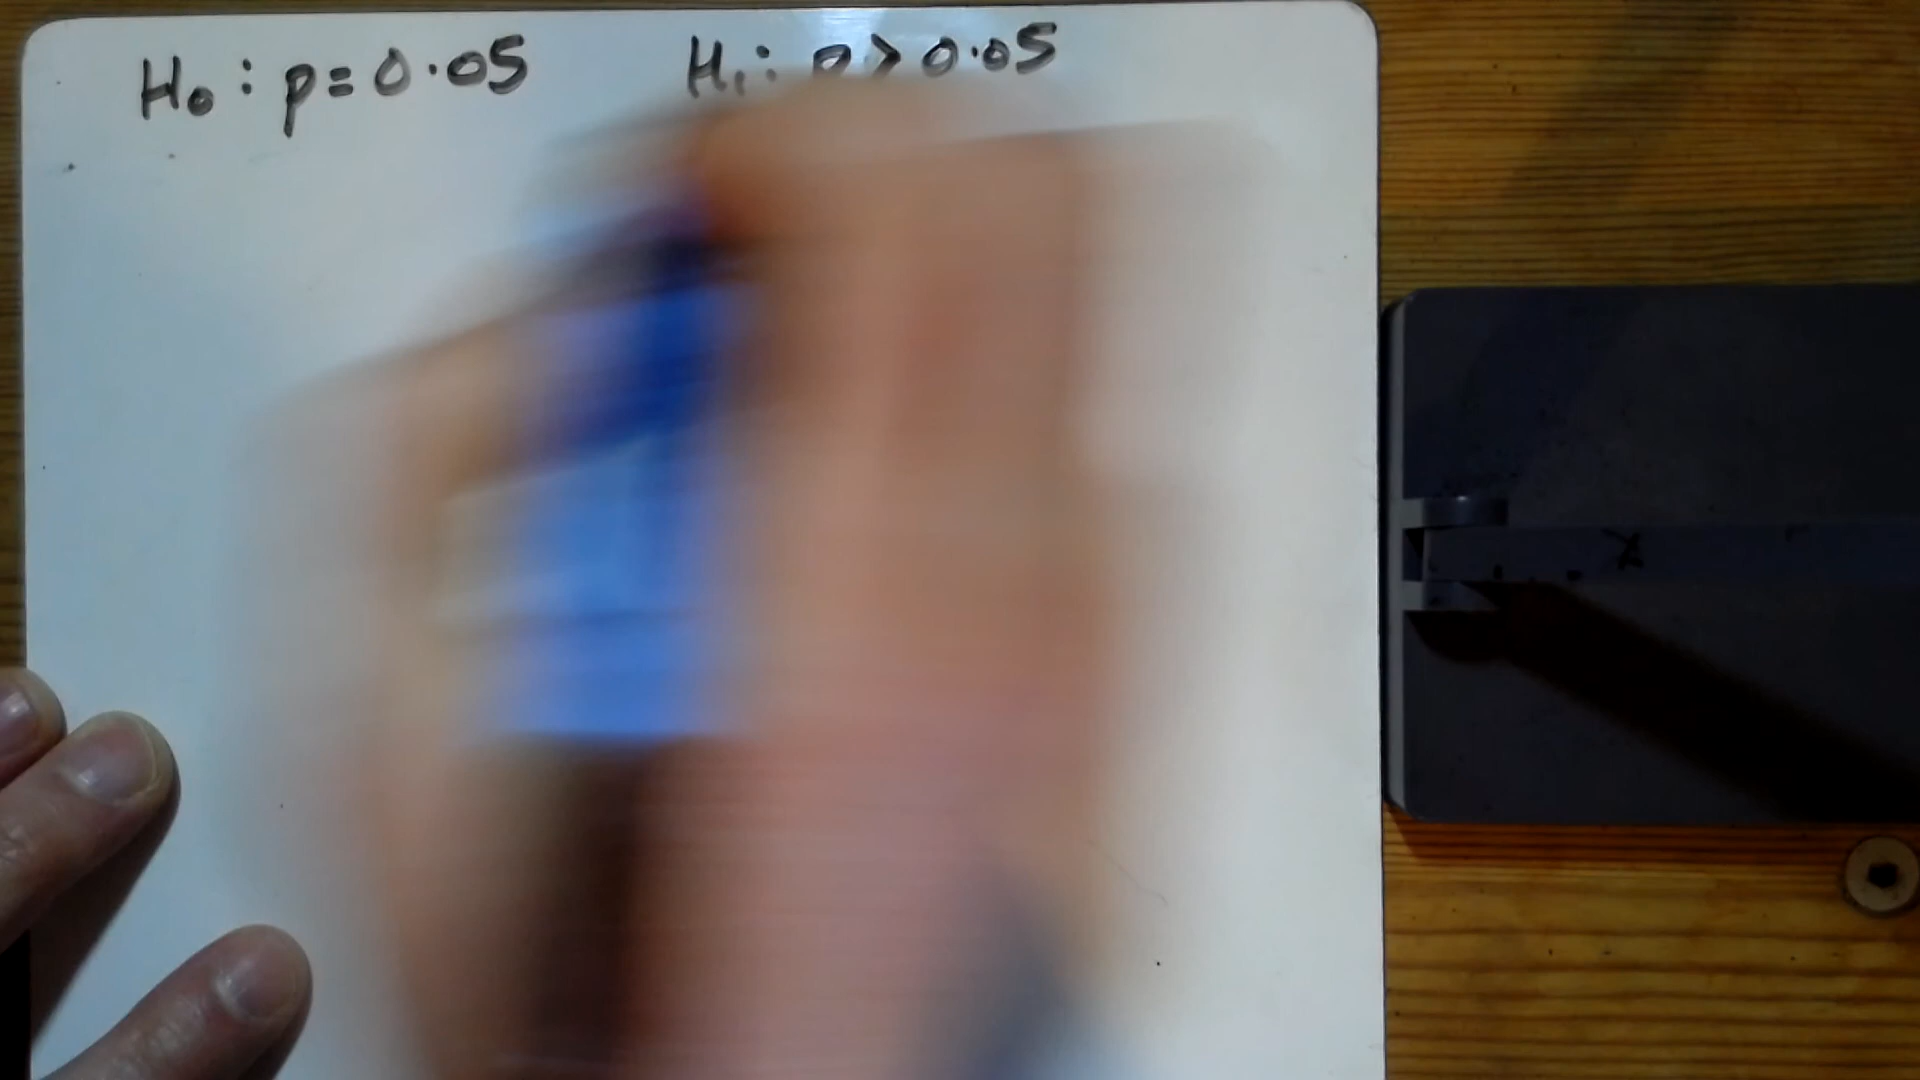 H₀ : p = 0.05 H₁ : p > 0.05